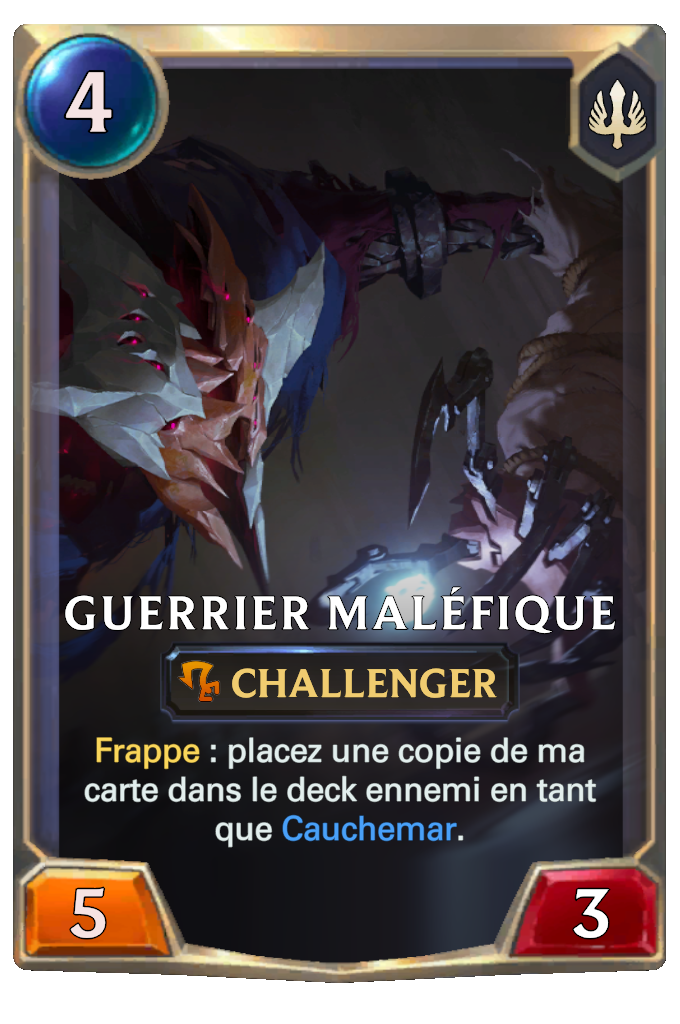 4
GUERRIER MALÉFIQUE
CHALLENGER
Frappe : placez une copie de ma
carte dans le deck ennemi en tant
que Cauchemar.
5
3